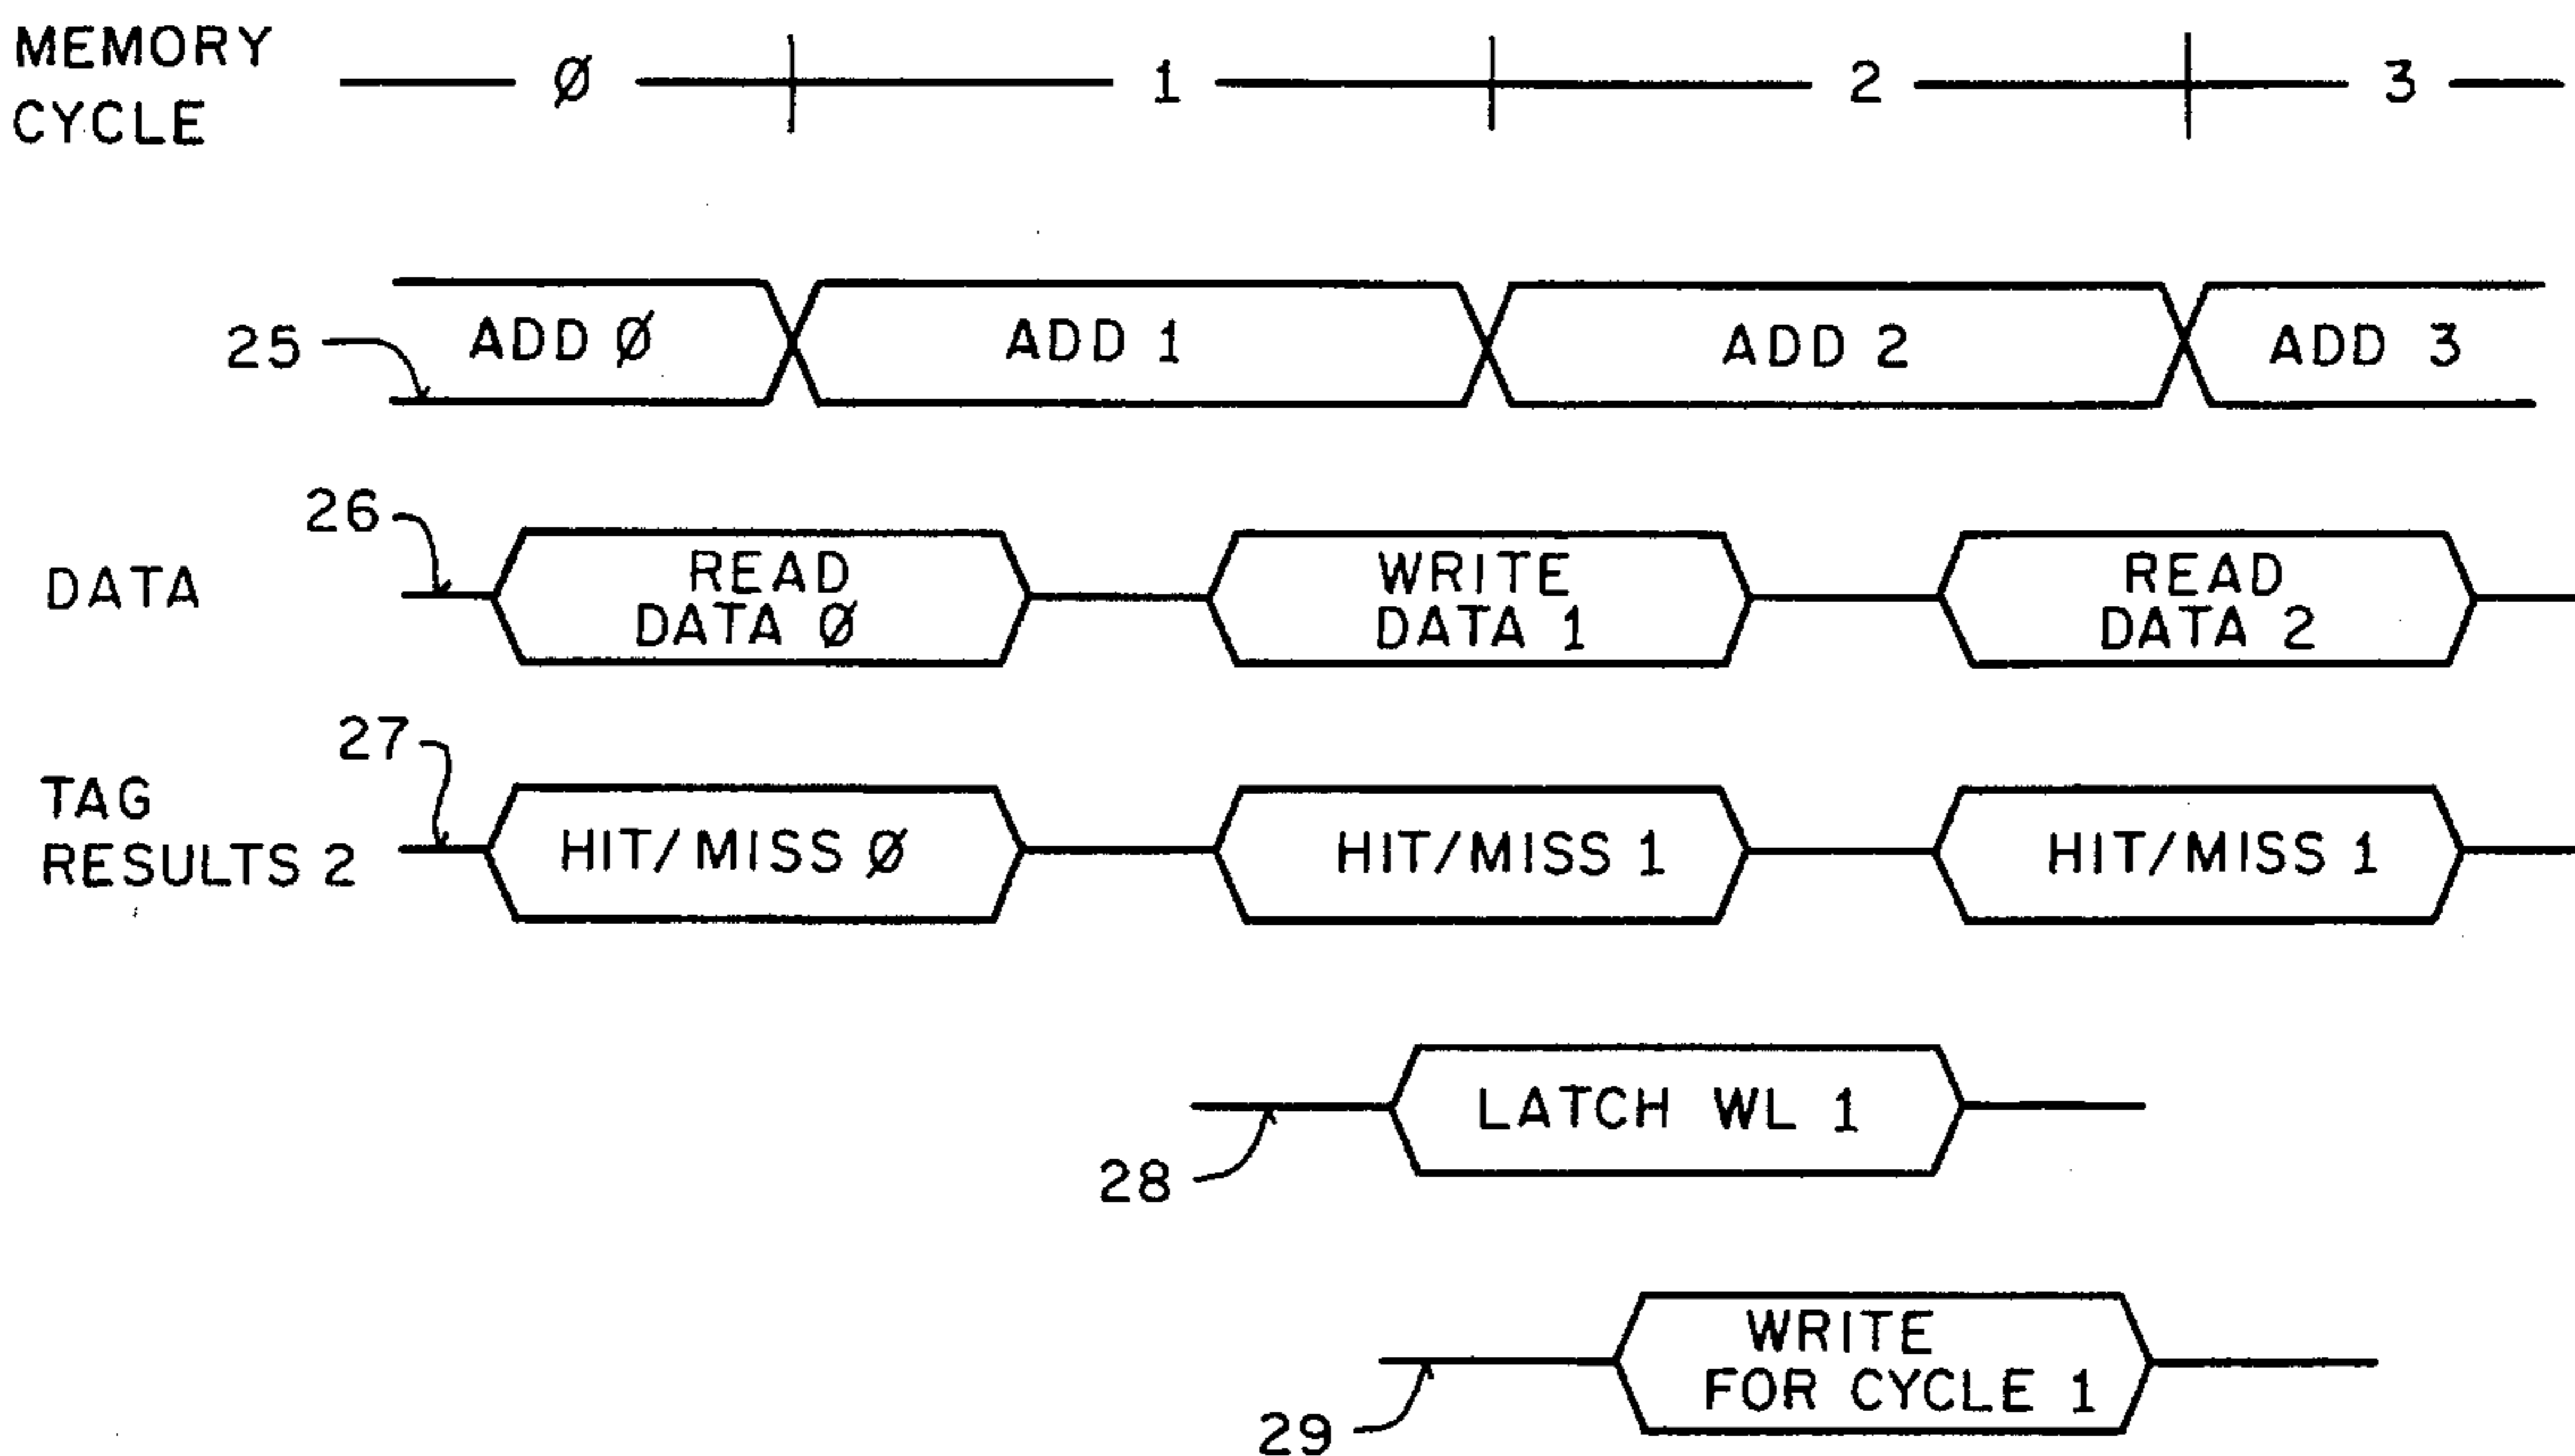 MEMORY
CYCLE
Ø 1 2 3
25 ADD Ø ADD 1 ADD 2 ADD 3
26
DATA
READ
DATA Ø
WRITE
DATA 1
READ
DATA 2
27
TAG
RESULTS 2
HIT/MISS Ø HIT/MISS 1 HIT/MISS 1
LATCH WL 1
28
WRITE
FOR CYCLE 1
29